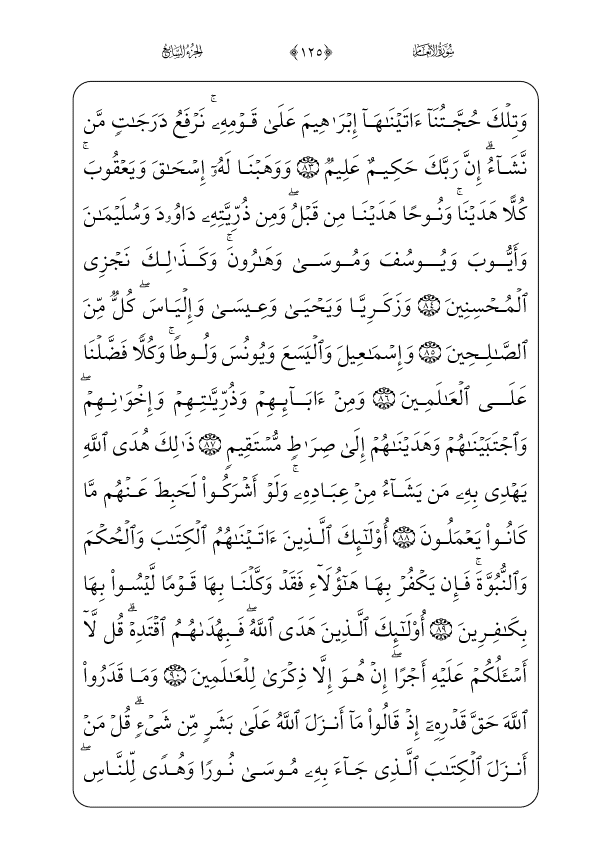 سُورَةُ الأَنْعَامِ ﴿١٢٥﴾ الجُزْءُ السَّابِعُ
وَتِلْكَ حُجَّتُنَآ ءَاتَيْنَٰهَآ إِبْرَٰهِيمَ عَلَىٰ قَوْمِهِۦۚ نَرْفَعُ دَرَجَٰتٍ مَّن
نَّشَآءُۗ إِنَّ رَبَّكَ حَكِيمٌ عَلِيمٌ ٨٣ وَوَهَبْنَا لَهُۥٓ إِسْحَٰقَ وَيَعْقُوبَۚ
كُلًّا هَدَيْنَاۚ وَنُوحًا هَدَيْنَا مِن قَبْلُۖ وَمِن ذُرِّيَّتِهِۦ دَاوُۥدَ وَسُلَيْمَٰنَ
وَأَيُّوبَ وَيُوسُفَ وَمُوسَىٰ وَهَٰرُونَۚ وَكَذَٰلِكَ نَجْزِى
ٱلْمُحْسِنِينَ ٨٤ وَزَكَرِيَّا وَيَحْيَىٰ وَعِيسَىٰ وَإِلْيَاسَۖ كُلٌّ مِّنَ
ٱلصَّٰلِحِينَ ٨٥ وَإِسْمَٰعِيلَ وَٱلْيَسَعَ وَيُونُسَ وَلُوطًاۚ وَكُلًّا فَضَّلْنَا
عَلَى ٱلْعَٰلَمِينَ ٨٦ وَمِنْ ءَابَآئِهِمْ وَذُرِّيَّٰتِهِمْ وَإِخْوَٰنِهِمْۖ
وَٱجْتَبَيْنَٰهُمْ وَهَدَيْنَٰهُمْ إِلَىٰ صِرَٰطٍ مُّسْتَقِيمٍ ٨٧ ذَٰلِكَ هُدَى ٱللَّهِ
يَهْدِى بِهِۦ مَن يَشَآءُ مِنْ عِبَادِهِۦۚ وَلَوْ أَشْرَكُوا۟ لَحَبِطَ عَنْهُم مَّا
كَانُوا۟ يَعْمَلُونَ ٨٨ أُو۟لَٰٓئِكَ ٱلَّذِينَ ءَاتَيْنَٰهُمُ ٱلْكِتَٰبَ وَٱلْحُكْمَ
وَٱلنُّبُوَّةَۚ فَإِن يَكْفُرْ بِهَا هَٰٓؤُلَآءِ فَقَدْ وَكَّلْنَا بِهَا قَوْمًا لَّيْسُوا۟ بِهَا
بِكَٰفِرِينَ ٨٩ أُو۟لَٰٓئِكَ ٱلَّذِينَ هَدَى ٱللَّهُۖ فَبِهُدَىٰهُمُ ٱقْتَدِهْۗ قُل لَّآ
أَسْـَٔلُكُمْ عَلَيْهِ أَجْرًاۖ إِنْ هُوَ إِلَّا ذِكْرَىٰ لِلْعَٰلَمِينَ ٩٠ وَمَا قَدَرُوا۟
ٱللَّهَ حَقَّ قَدْرِهِۦٓ إِذْ قَالُوا۟ مَآ أَنزَلَ ٱللَّهُ عَلَىٰ بَشَرٍ مِّن شَىْءٍۗ قُلْ مَنْ
أَنزَلَ ٱلْكِتَٰبَ ٱلَّذِى جَآءَ بِهِۦ مُوسَىٰ نُورًا وَهُدًى لِّلنَّاسِۖ